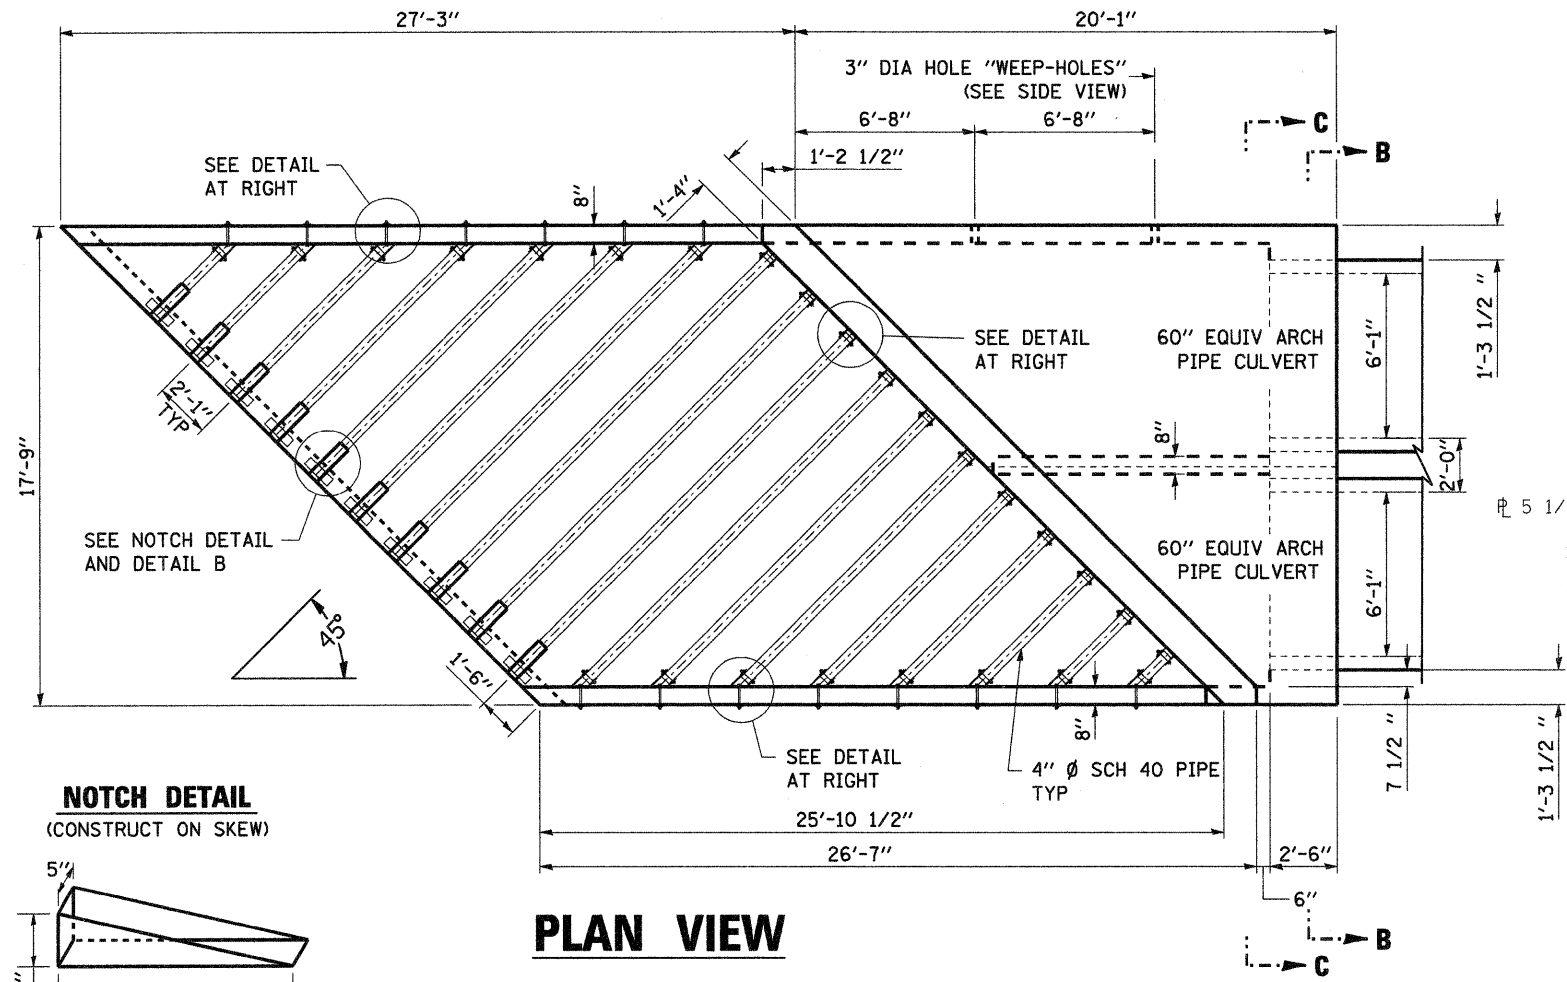 27'-3"
20'-1"
3" DIA HOLE "WEEP-HOLES"
(SEE SIDE VIEW)
6'-8"
6'-8"
C
B
1'-2 1/2"
SEE DETAIL
AT RIGHT
8"
1'-4"
SEE DETAIL
AT RIGHT
60" EQUIV ARCH
PIPE CULVERT
6'-1"
1'-3 1/2 "
2'-1"
TYP
17'-9"
8"
2'-0"
SEE NOTCH DETAIL
AND DETAIL B
PL 5 1/
60" EQUIV ARCH
PIPE CULVERT
6'-1"
45°
1'-6"
8"
SEE DETAIL
AT RIGHT
4" Ø SCH 40 PIPE
TYP
7 1/2 "
1'-3 1/2 "
NOTCH DETAIL
(CONSTRUCT ON SKEW)
25'-10 1/2"
26'-7"
2'-6"
5"
6"
PLAN VIEW
B
C